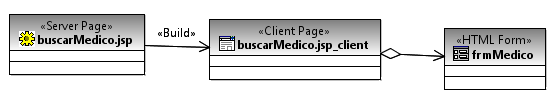 «Server Page»
buscarMedico.jsp
«Build»
«Client Page»
buscarMedico.jsp_client
«HTML Form»
frmMedico